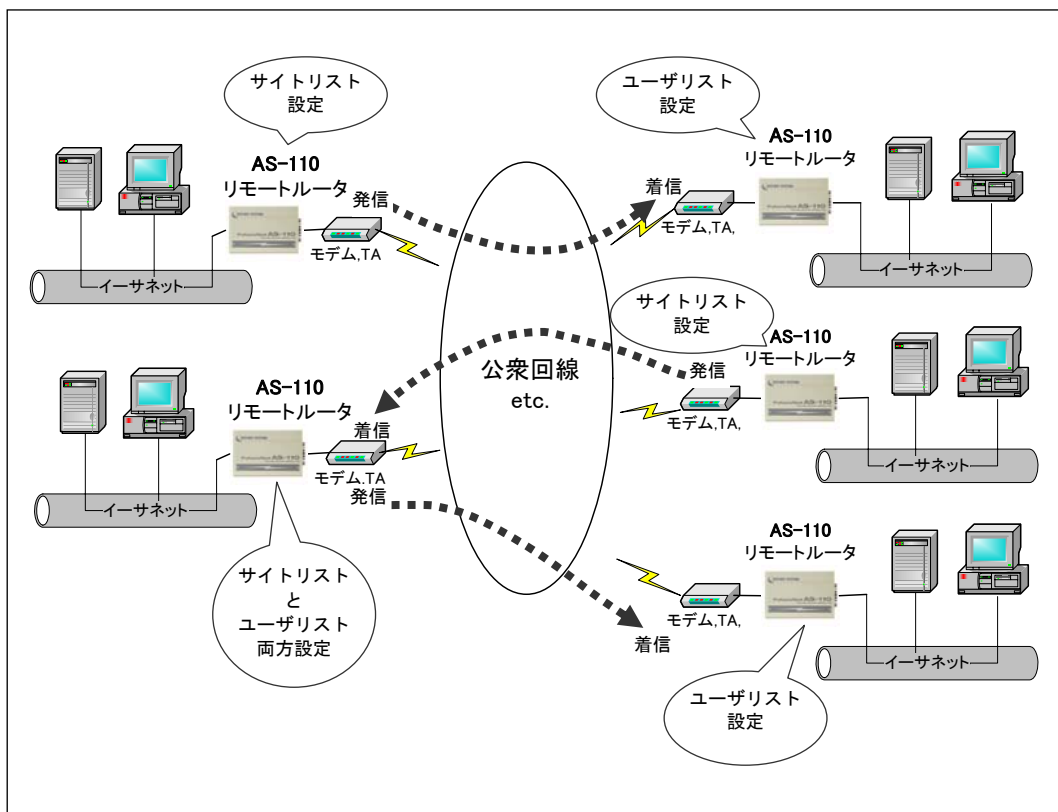 サイトリスト
設定
AS-110
リモートルータ
発信
モデム,TA
イーサネット
ユーザリスト
設定
AS-110
リモートルータ
着信
モデム,TA,
イーサネット
公衆回線
etc.
サイトリスト
設定
AS-110
リモートルータ
発信
モデム,TA,
イーサネット
AS-110
リモートルータ
着信
モデム,TA
発信
イーサネット
サイトリスト
と
ユーザリスト
両方設定
AS-110
リモートルータ
モデム,TA,
着信
イーサネット
ユーザリスト
設定